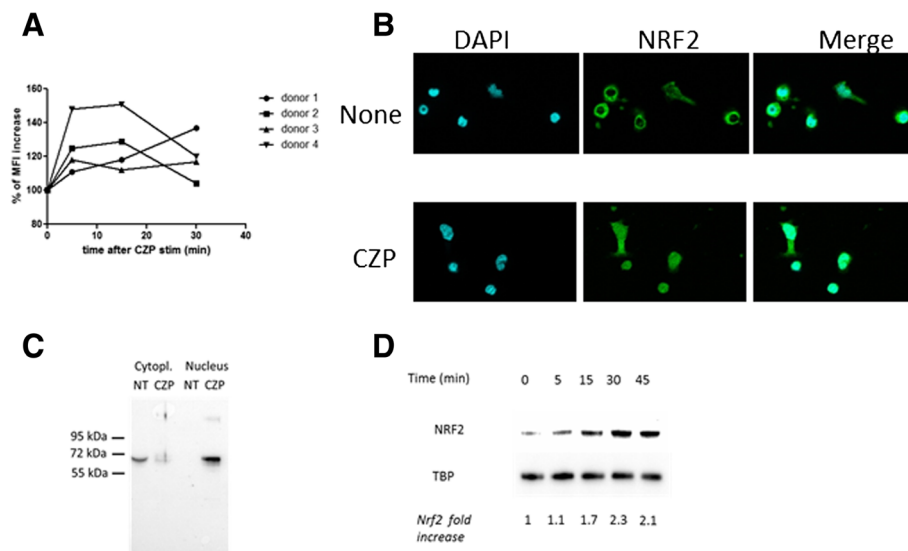 A
% of MFI increase
160
140
120
100
80
0 10 20 30 40
time after CZP stim (min)
donor 1
donor 2
donor 3
donor 4
B
DAPI NRF2 Merge
None
CZP
C
Cytopl. Nucleus
NT CZP NT CZP
95 kDa
72 kDa
55 kDa
D
Time (min) 0 5 15 30 45
NRF2
TBP
Nrf2 fold 1 1.1 1.7 2.3 2.1
increase